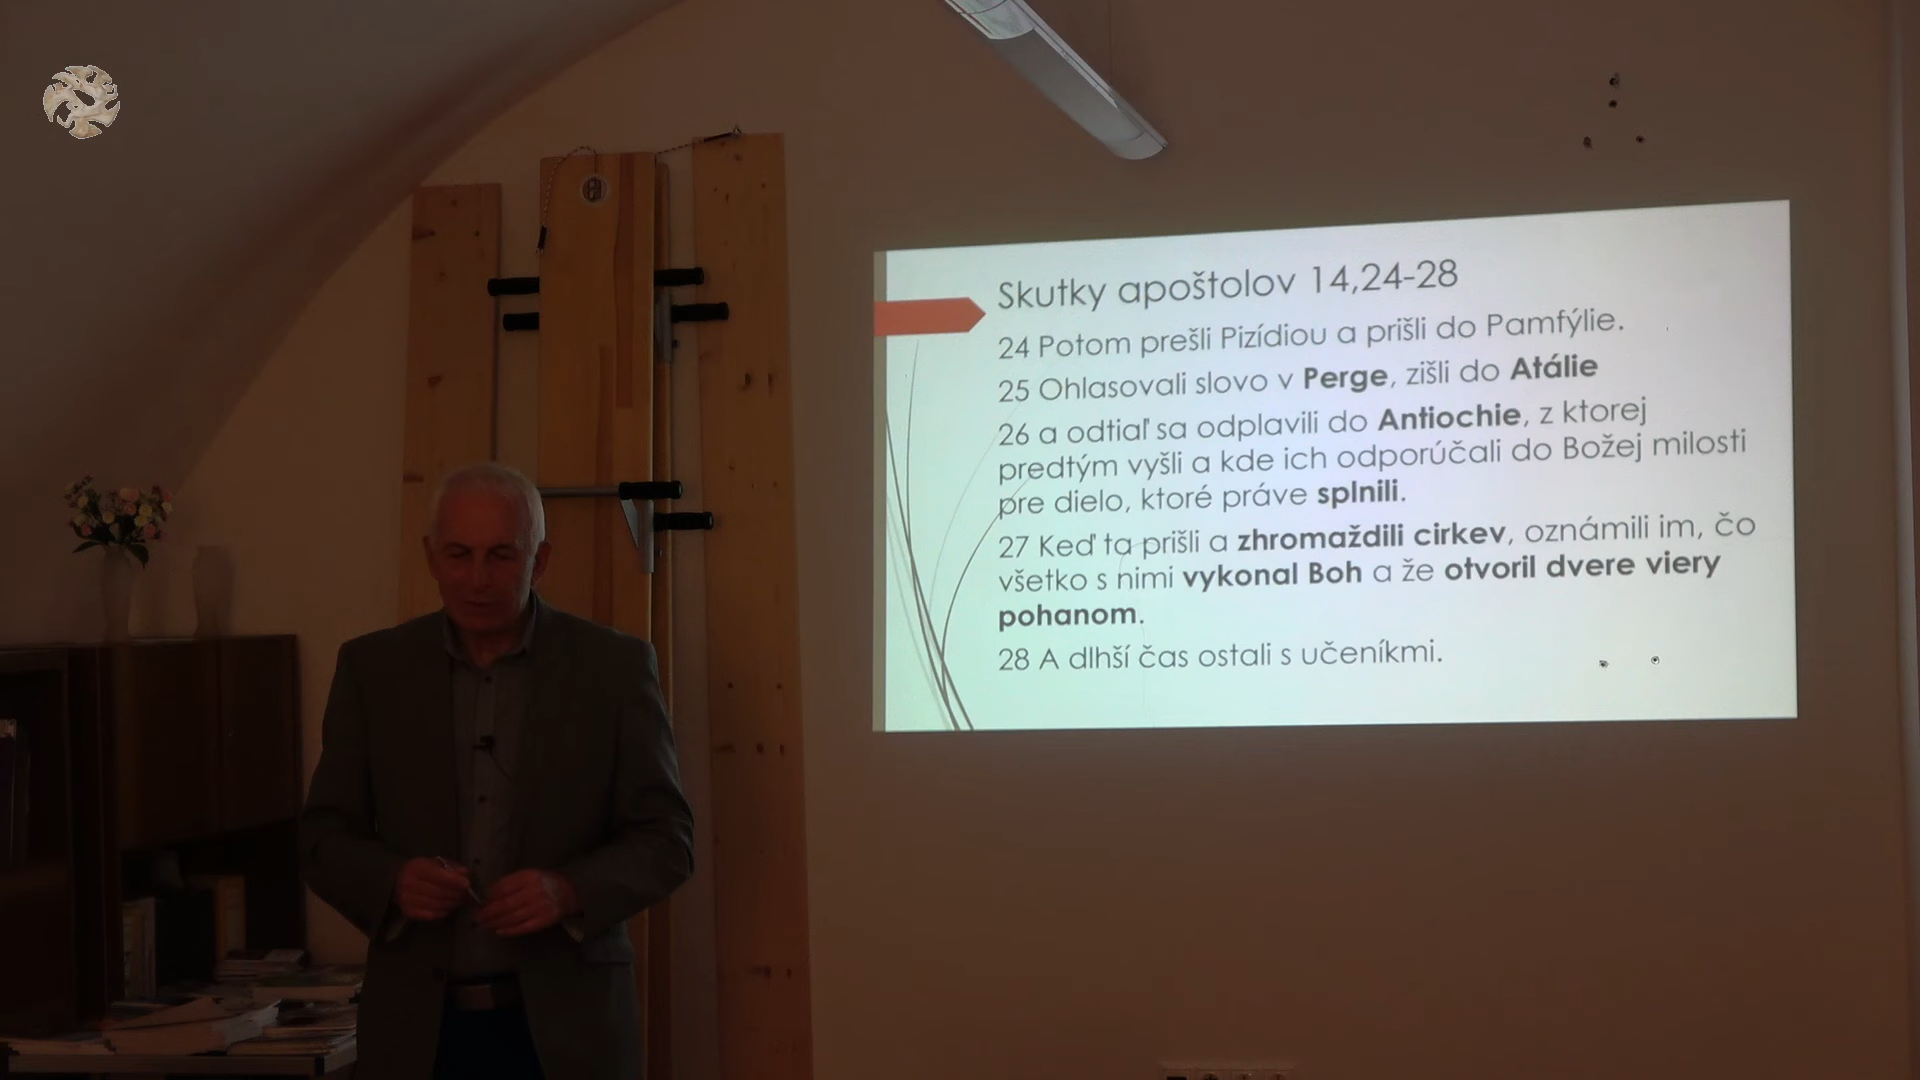 Skutky apoštolov 14,24-28
24 Potom prešli Pizídiou a prišli do Pamfýlie.
25 Ohlasovali slovo v Perge, zišli do Atálie
26 a odtiaľ sa odplavili do Antiochie, z ktorej
predtým vyšli a kde ich odporúčali do Božej milosti
pre dielo, ktoré práve splnili.
27 Keď ta prišli a zhromaždili cirkev, oznámili im, čo
všetko s nimi vykonal Boh a že otvoril dvere viery
pohanom.
28 A dlhší čas ostali s učeníkmi.